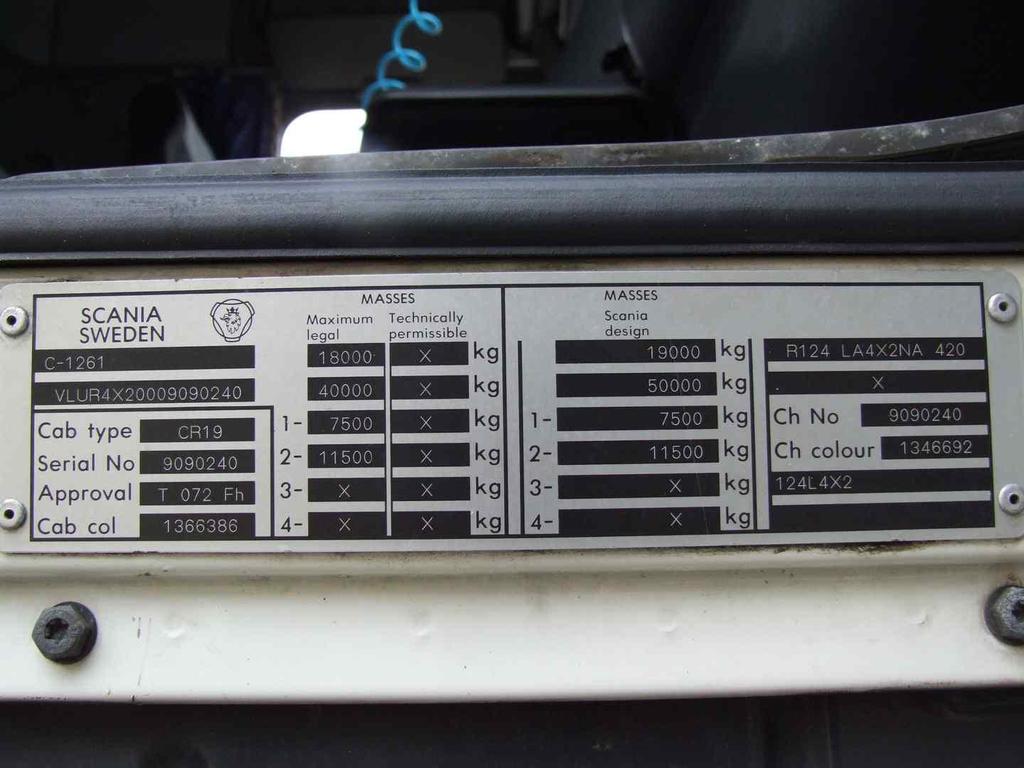 SCANIA
SWEDEN
C-1261
VLUR4X20009090240
Cab type CR19
Serial No 9090240
Approval T 072 Fh
Cab col 1366386
MASSES
Maximum legal Technically permissible
18000 X kg
40000 X kg
1- 7500 X kg
2- 11500 X kg
3- X X kg
4- X X kg
MASSES
Scania
design
19000 kg
50000 kg
1- 7500 kg
2- 11500 kg
3- X kg
4- X kg
R124 LA4X2NA 420
X
Ch No 9090240
Ch colour 1346692
124L4X2